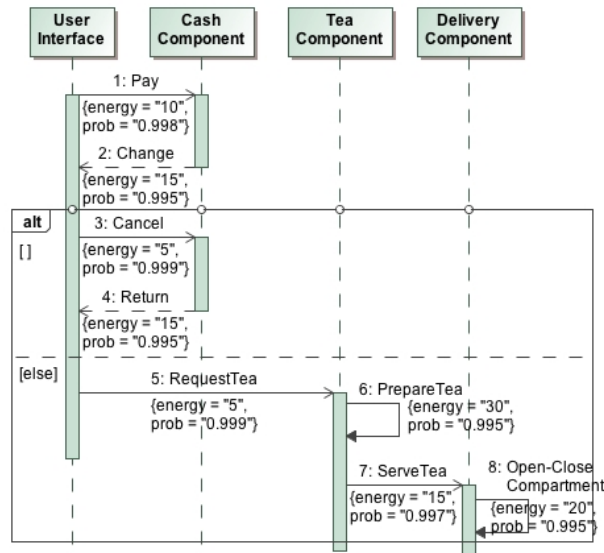 User
Interface
Cash
Component
Tea
Component
Delivery
Component
1: Pay
{energy = "10",
prob = "0.998"}
2: Change
{energy = "15",
prob = "0.995"}
alt
3: Cancel
[ ]
{energy = "5",
prob = "0.999"}
4: Return
{energy = "15",
prob = "0.995"}
[else]
5: RequestTea
{energy = "5",
prob = "0.999"}
6: PrepareTea
{energy = "30",
prob = "0.995"}
7: ServeTea
{energy = "15",
prob = "0.997"}
8: Open-Close
Compartment
{energy = "20",
prob = "0.995"}